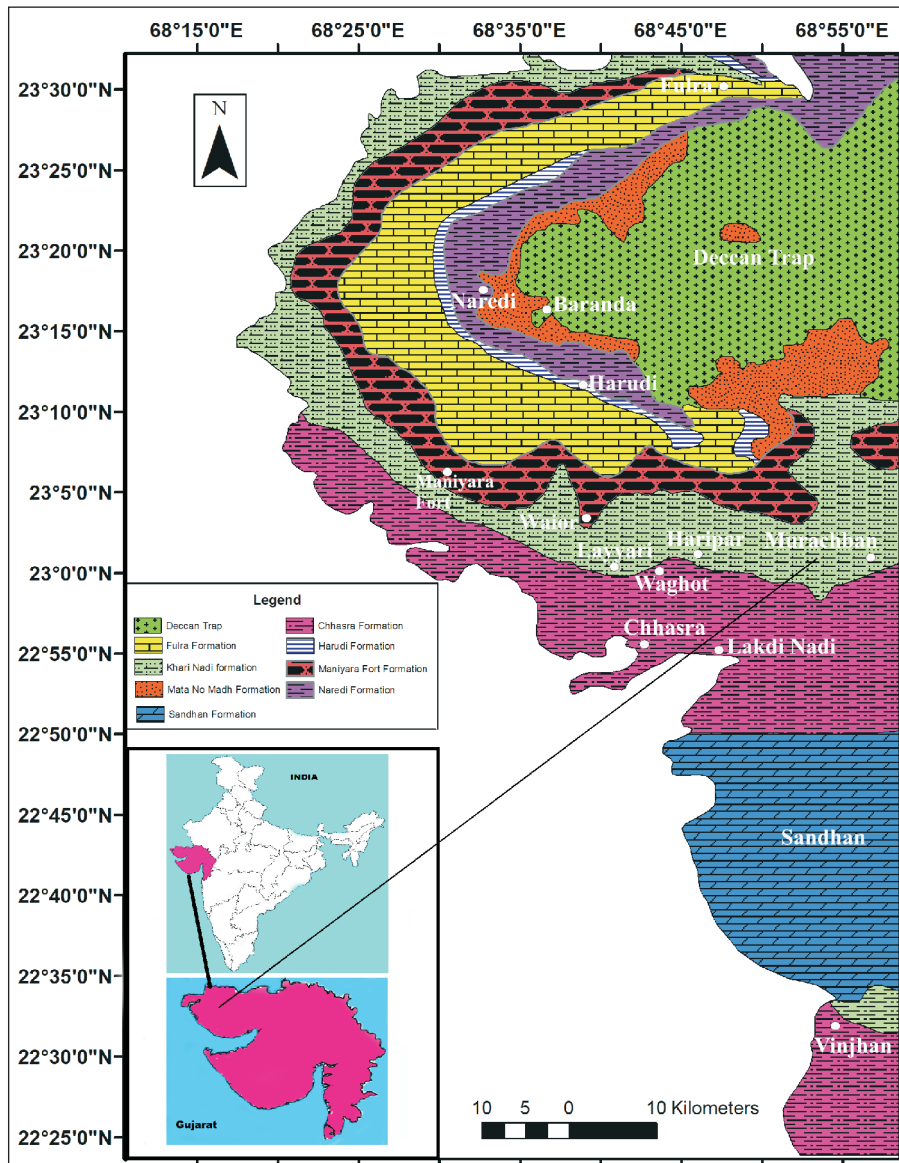 68°15'0"E 68°25'0"E 68°35'0"E 68°45'0"E 68°55'0"E
23°30'0"N
23°25'0"N
23°20'0"N
23°15'0"N
23°10'0"N
23°5'0"N
23°0'0"N
22°55'0"N
22°50'0"N
22°45'0"N
22°40'0"N
22°35'0"N
22°30'0"N
22°25'0"N
N
Fulra
Deccan Trap
Naredi
Baranda
Harudi
Maniyara
Fort
Waior
Layyari
Haripar
Murachban
Waghot
Chhasra
Lakdi Nadi
Sandhan
Vinjhan
Legend
Deccan Trap
Chhasra Formation
Fulra Formation
Harudi Formation
Khari Nadi formation
Maniyara Fort Formation
Mata No Madh Formation
Naredi Formation
Sandhan Formation
INDIA
Gujarat
10 5 0 10 Kilometers